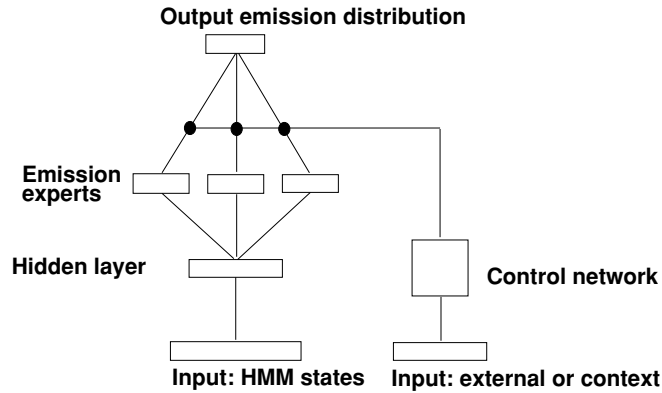 Output emission distribution
Emission
experts
Hidden layer
Control network
Input: HMM states
Input: external or context